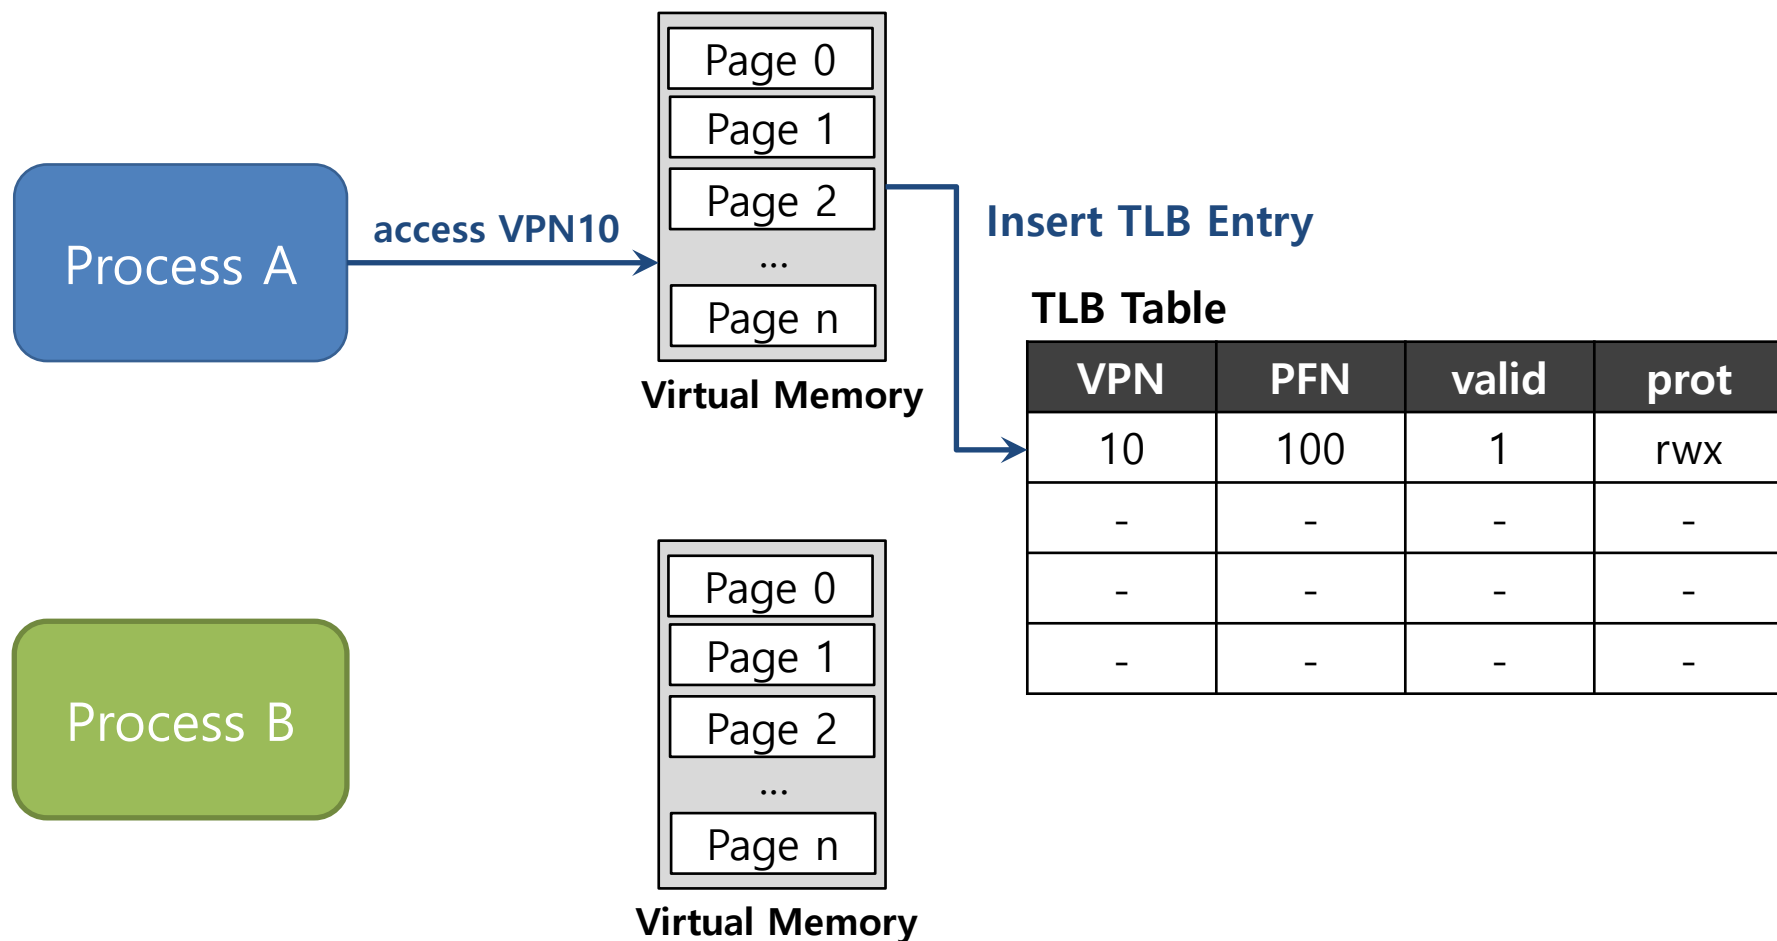 Page 0
Page 1
Page 2
...
Page n
Virtual Memory
Process A
access VPN10
Insert TLB Entry
TLB Table
VPN PFN valid prot
10 100 1 rwx
- - - -
- - - -
- - - -
Process B
Page 0
Page 1
Page 2
...
Page n
Virtual Memory